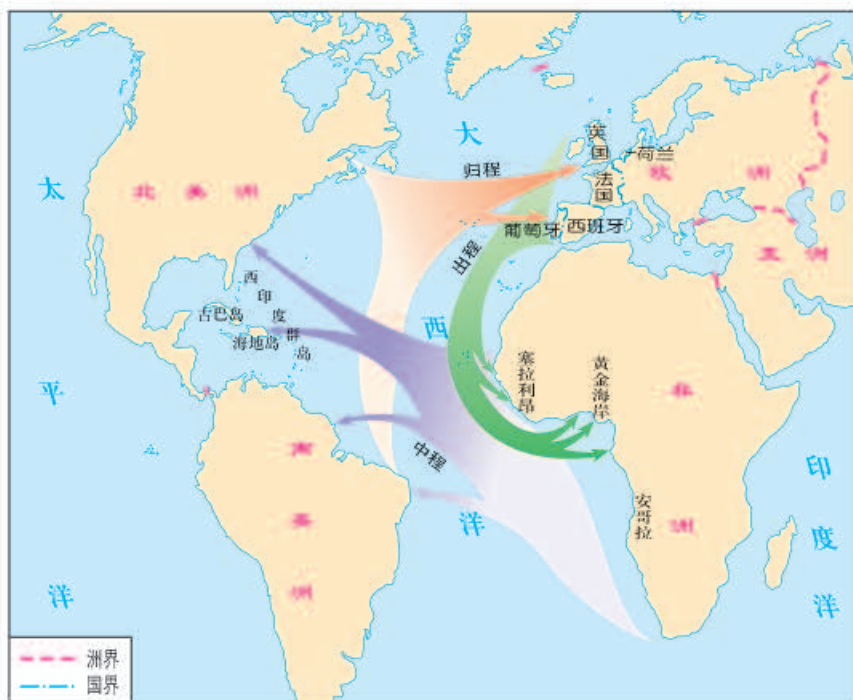 大
西
洋
太
平
洋
印
度
洋
北美洲
南
美
洲
欧洲
亚洲
非
洲
英国
荷兰
法国
葡萄牙
西班牙
归程
出程
中程
西印度群岛
古巴岛
海地岛
塞拉利昂
黄金海岸
安哥拉
洲界
国界